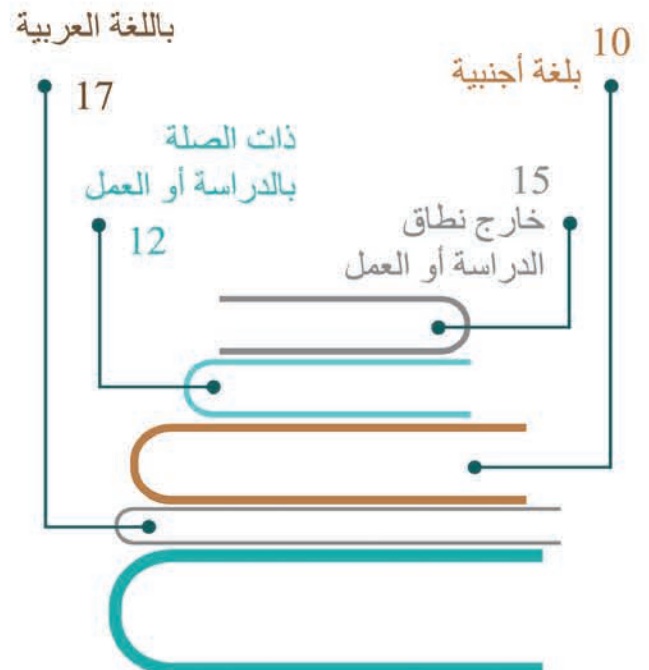 باللغة العربية
17
10
بلغة أجنبية
ذات الصلة
بالدراسة أو العمل
12
15
خارج نطاق
الدراسة أو العمل